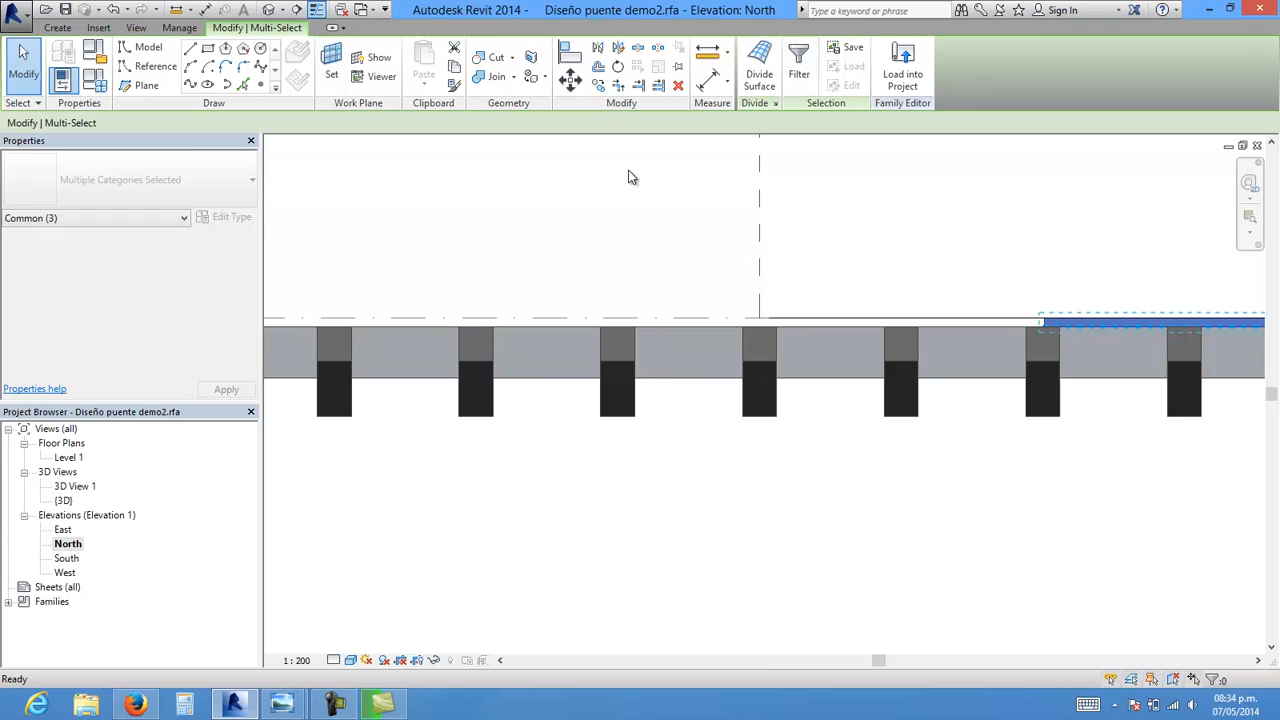 Autodesk Revit 2014 - Diseño puente demo2.rfa - Elevation: North
Type a keyword or phrase
Sign In
Create Insert View Manage Modify | Multi-Select
Modify
Model
Reference
Plane
Set
Show
Viewer
Paste
Cut
Join
Divide Surface
Filter
Save
Load
Edit
Load into Project
Select Properties Draw Work Plane Clipboard Geometry Modify Measure Divide Selection Family Editor
Modify | Multi-Select
Properties
Multiple Categories Selected
Common (3)
Edit Type
Properties help
Apply
Project Browser - Diseño puente demo2.rfa
Views (all)
Floor Plans
Level 1
3D Views
3D View 1
{3D}
Elevations (Elevation 1)
East
North
South
West
Sheets (all)
Families
1 : 200
Ready
:0
08:34 p.m.
07/05/2014